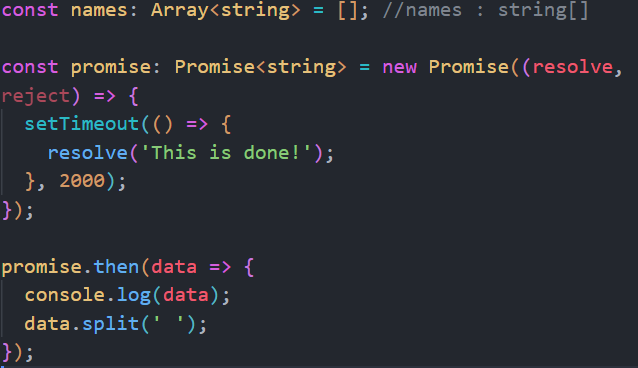 const names: Array<string> = []; //names : string[]
const promise: Promise<string> = new Promise((resolve,
reject) => {
  setTimeout(() => {
    resolve('This is done!');
  }, 2000);
});
promise.then(data => {
  console.log(data);
  data.split(' ');
});